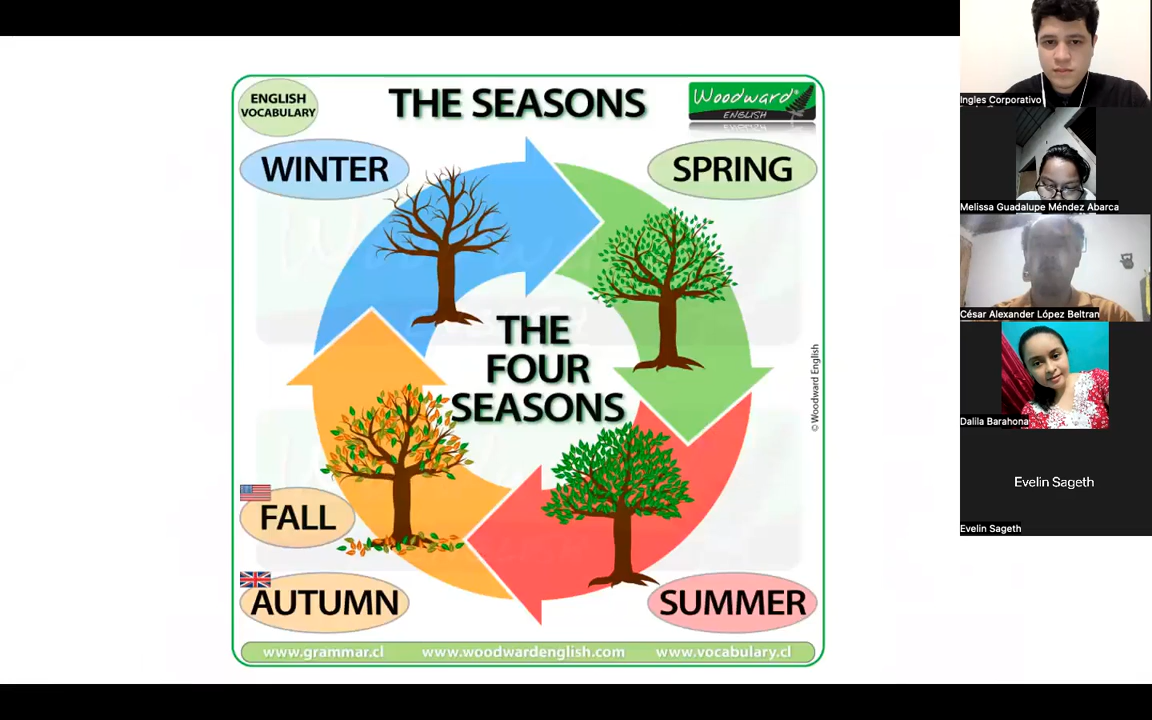 ENGLISH
VOCABULARY
THE SEASONS
Woodward®
ENGLISH
WINTER
SPRING
THE
FOUR
SEASONS
© Woodward English
FALL
AUTUMN
SUMMER
www.grammar.cl www.woodwardenglish.com www.vocabulary.cl
Ingles Corporativo
Melissa Guadalupe Méndez Abarca
César Alexander López Beltran
Dalila Barahona
Evelin Sageth
Evelin Sageth